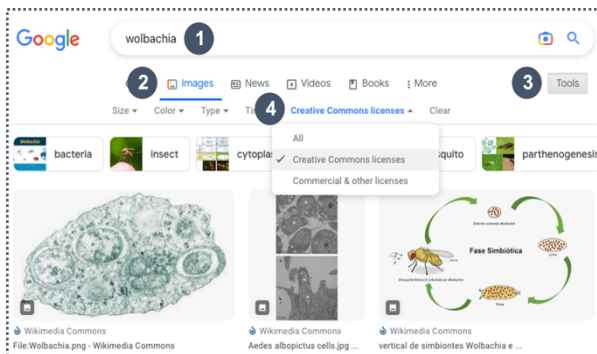 Google
wolbachia
1
2
Images
News
Videos
Books
More
3
Tools
Size
Color
Type
4
Creative Commons licenses
Clear
All
Creative Commons licenses
Commercial & other licenses
Wolbachia
bacteria
insect
cytoplas
squito
parthenogenesis
Fase Simbiótica
Wikimedia Commons
File:Wolbachia.png - Wikimedia Commons
Wikimedia Commons
Aedes albopictus cells.jpg ...
Wikimedia Commons
vertical de simbiontes Wolbachia e ...